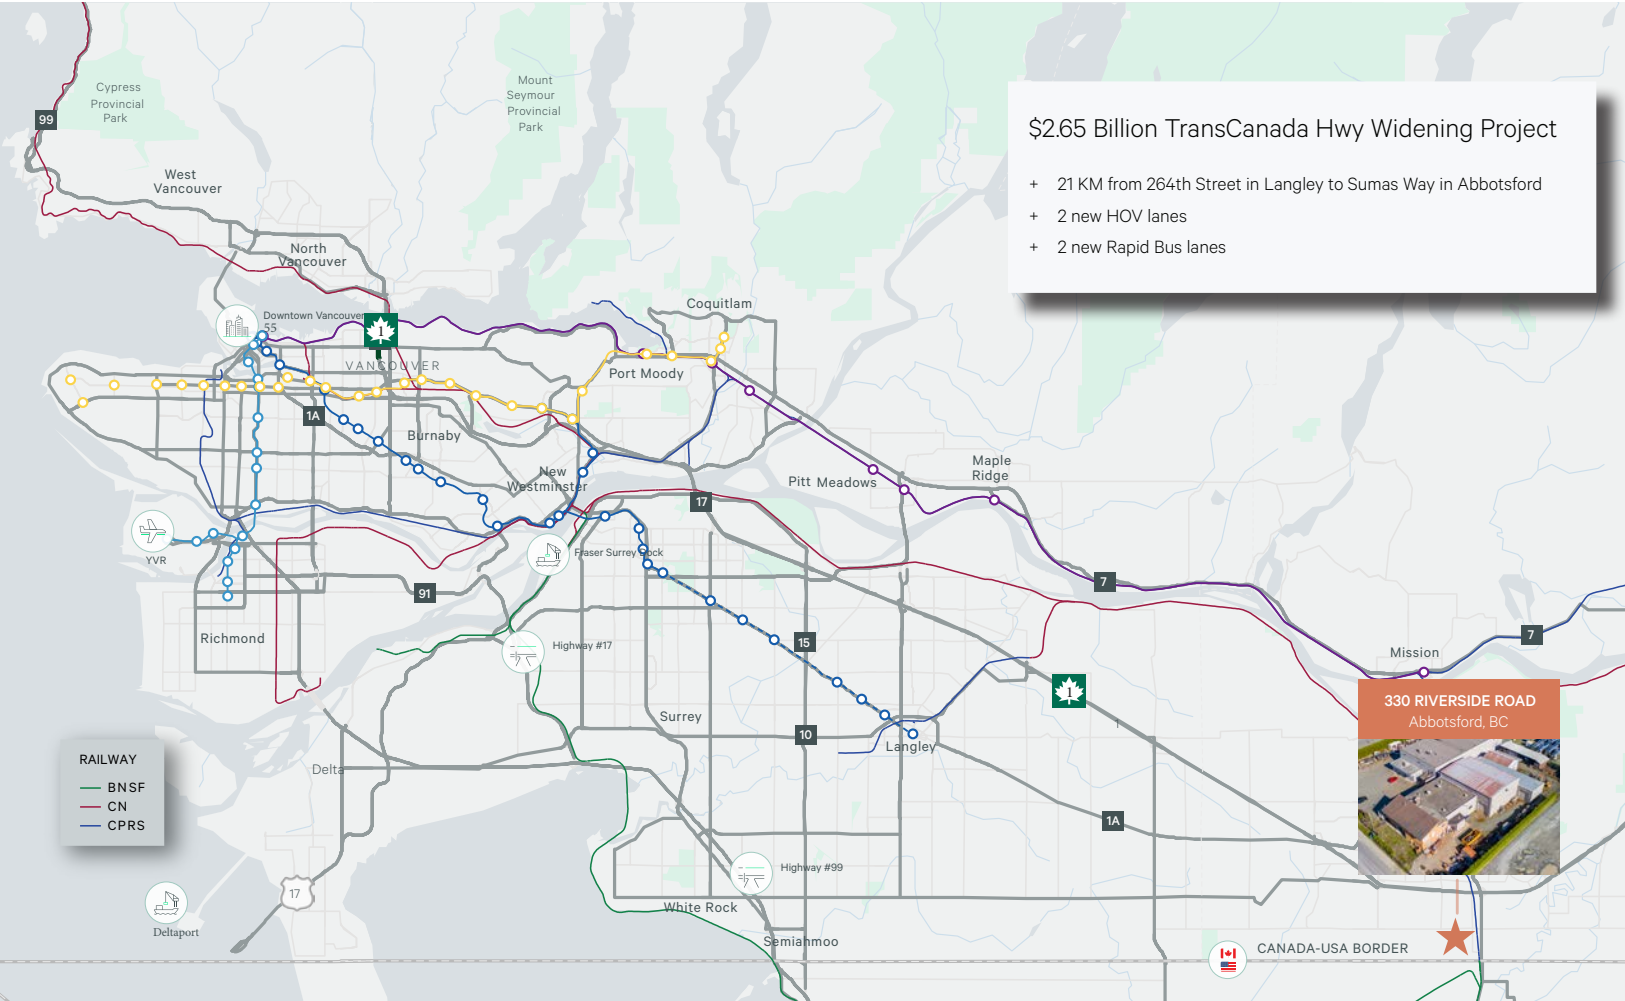 Cypress
Provincial
Park
Mount
Seymour
Provincial
Park
99
$2.65 Billion TransCanada Hwy Widening Project
+ 21 KM from 264th Street in Langley to Sumas Way in Abbotsford
+ 2 new HOV lanes
+ 2 new Rapid Bus lanes
West
Vancouver
North
Vancouver
Coquitlam
Downtown Vancouver
55
1
VANCOUVER
Port Moody
1A
Burnaby
New
Westminster
Pitt Meadows
Maple
Ridge
17
YVR
Fraser Surrey Dock
91
7
Richmond
Highway #17
15
7
Mission
1
330 RIVERSIDE ROAD
Abbotsford, BC
Surrey
1
10
Langley
Delta
RAILWAY
BNSF
CN
CPRS
1A
Highway #99
17
White Rock
Deltaport
Semiahmoo
CANADA-USA BORDER